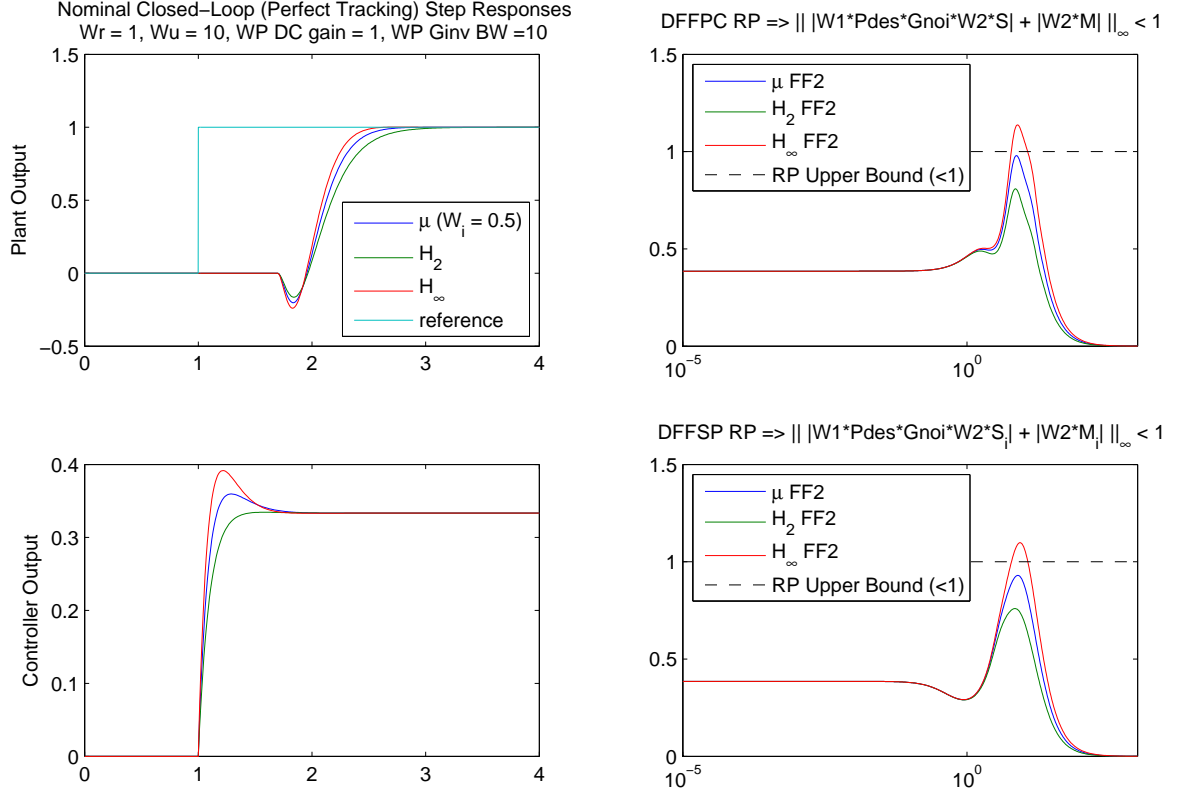 Nominal Closed−Loop (Perfect Tracking) Step Responses
Wr = 1, Wu = 10, WP DC gain = 1, WP Ginv BW =10
1.5
1
0.5
0
−0.5
0
1
2
3
4
Plant Output
μ (W_i = 0.5)
H_2
H_∞
reference
DFFPC RP => || |W1*Pdes*Gnoi*W2*S| + |W2*M| ||_∞ < 1
1.5
1
0.5
0
10^−5
10^0
μ FF2
H_2 FF2
H_∞ FF2
RP Upper Bound (<1)
0.4
0.3
0.2
0.1
0
0
1
2
3
4
Controller Output
DFFSP RP => || |W1*Pdes*Gnoi*W2*S_i| + |W2*M_i| ||_∞ < 1
1.5
1
0.5
0
10^−5
10^0
μ FF2
H_2 FF2
H_∞ FF2
RP Upper Bound (<1)